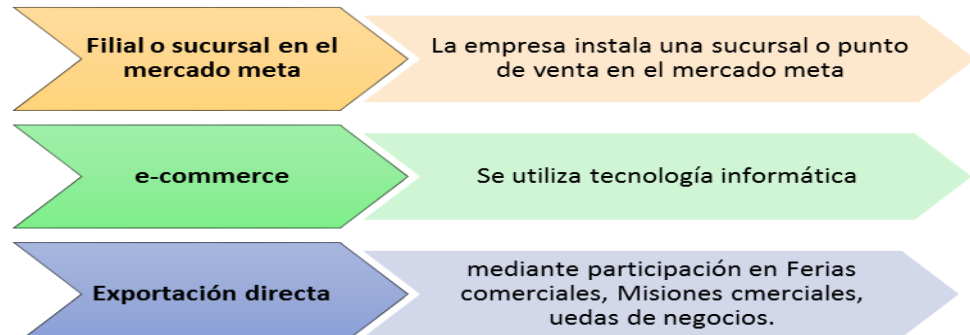 Filial o sucursal en el
mercado meta
La empresa instala una sucursal o punto
de venta en el mercado meta
e-commerce
Se utiliza tecnología informática
Exportación directa
mediante participación en Ferias
comerciales, Misiones cmerciales,
uedas de negocios.